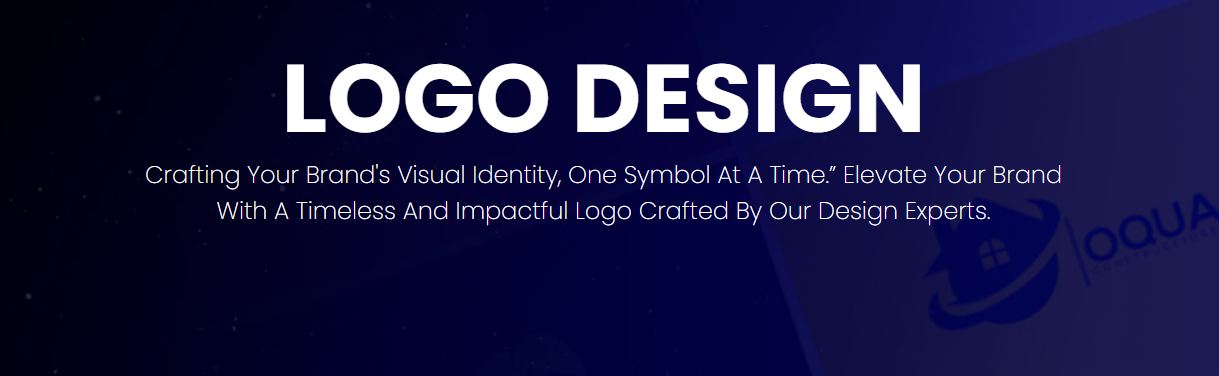 LOGO DESIGN
Crafting Your Brand's Visual Identity, One Symbol At A Time.” Elevate Your Brand
With A Timeless And Impactful Logo Crafted By Our Design Experts.
OQUA